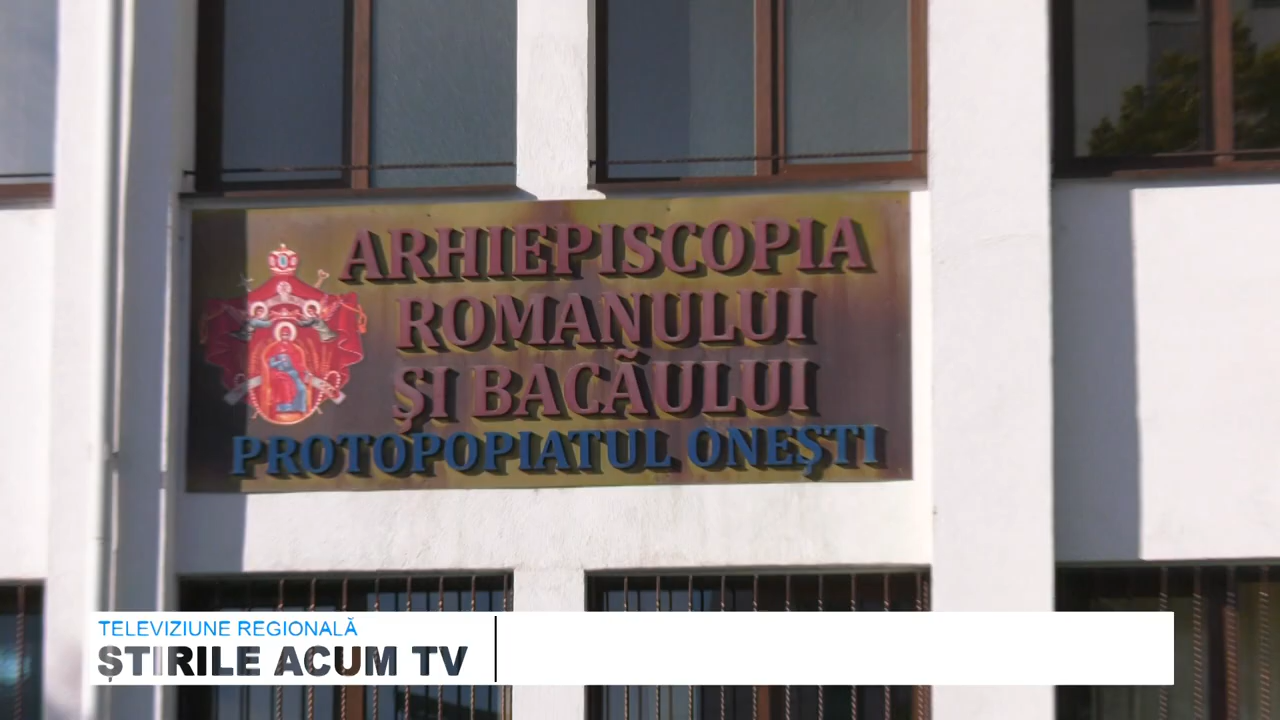 ARHIEPISCOPIA
ROMANULUI
ŞI BACĂULUI
PROTOPOPIATUL ONEŞTI
TELEVIZIUNE REGIONALĂ
ȘTIRILE ACUM TV